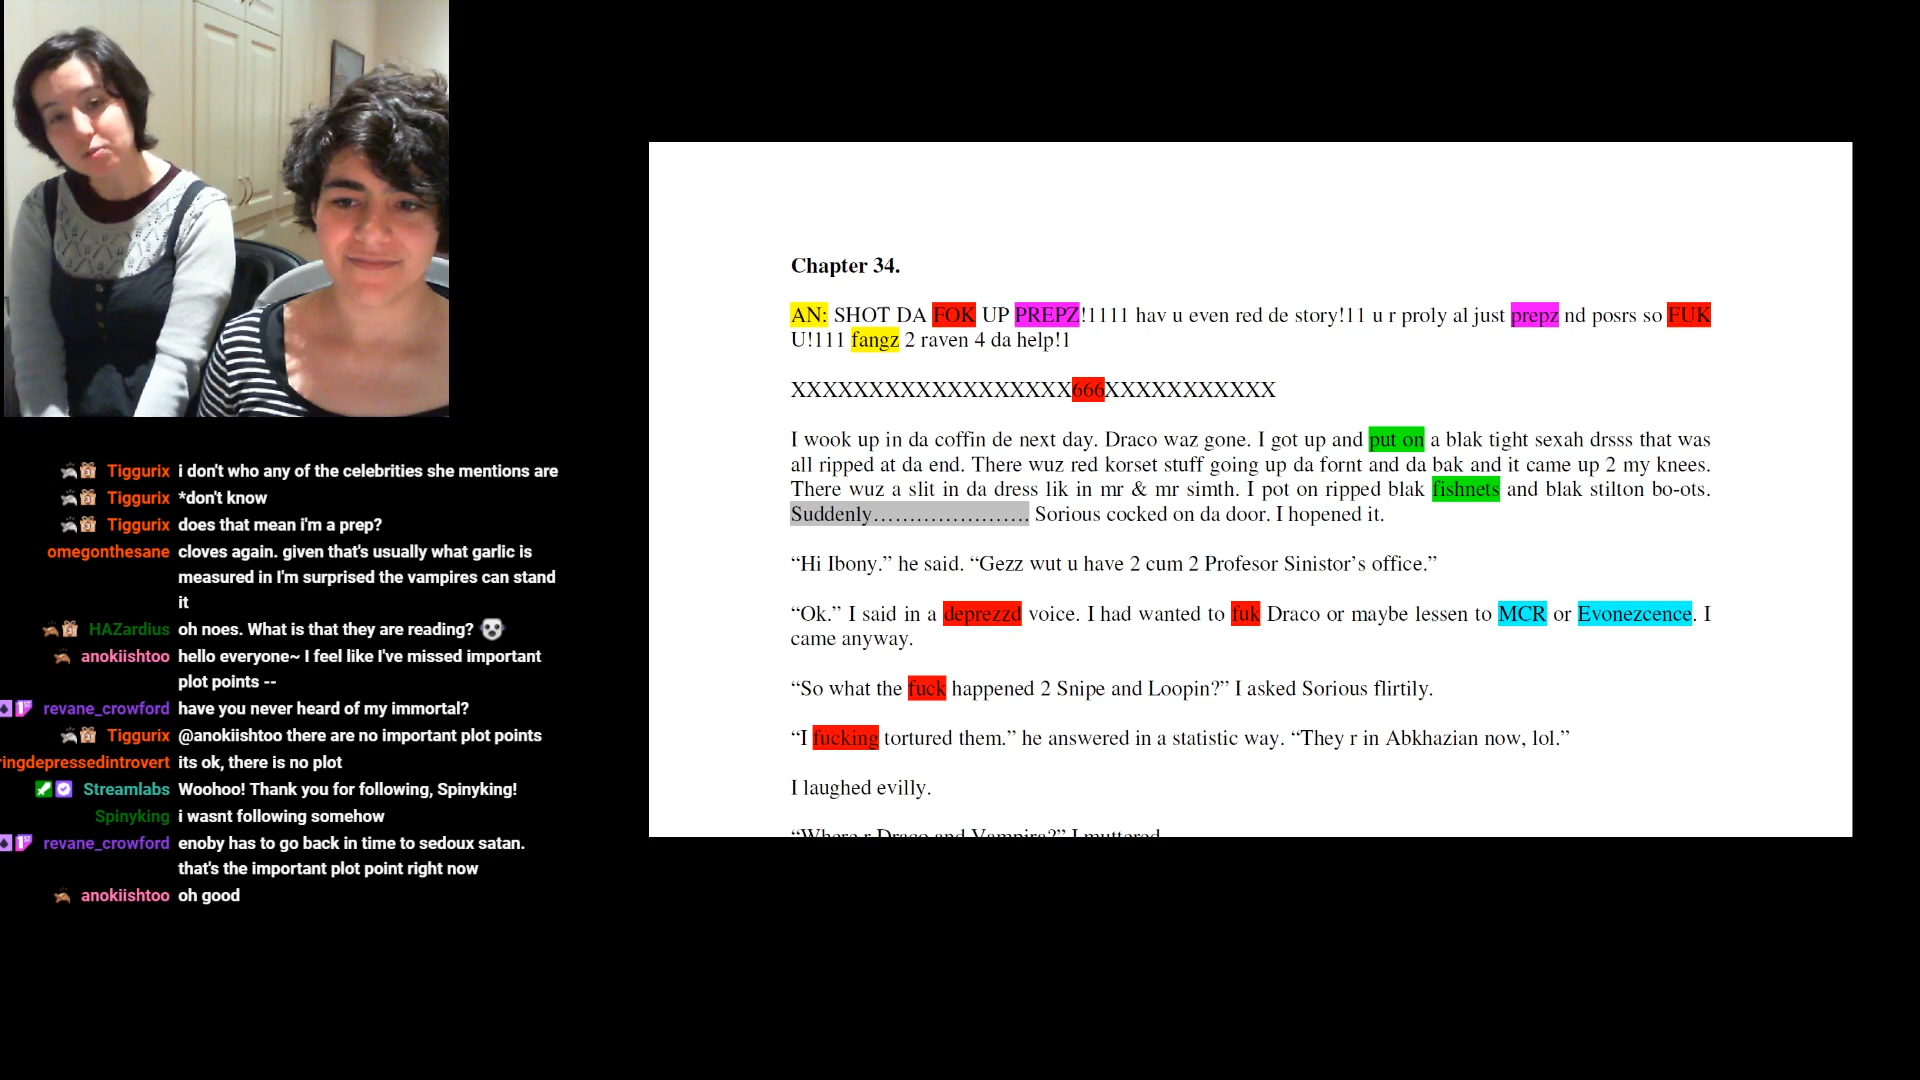 Tiggurix i don't who any of the celebrities she mentions are
Tiggurix *don't know
Tiggurix does that mean i'm a prep?
omegonthesane cloves again. given that's usually what garlic is
measured in I'm surprised the vampires can stand
it
HAZardius oh noes. What is that they are reading?
anokiishtoo hello everyone~ I feel like I've missed important
plot points --
revane_crowford have you never heard of my immortal?
Tiggurix @anokiishtoo there are no important plot points
ringdepressedintrovert its ok, there is no plot
Streamlabs Woohoo! Thank you for following, Spinyking!
Spinyking i wasnt following somehow
revane_crowford enoby has to go back in time to sedoux satan.
that's the important plot point right now
anokiishtoo oh good
Chapter 34.
AN: SHOT DA FOK UP PREPZ!1111 hav u even red de story!11 u r proly al just prepz nd posrs so FUK
U!111 fangz 2 raven 4 da help!1
XXXXXXXXXXXXXXXXXX666XXXXXXXXXXX
I wook up in da coffin de next day. Draco waz gone. I got up and put on a blak tight sexah drsss that was
all ripped at da end. There wuz red korset stuff going up da fornt and da bak and it came up 2 my knees.
There wuz a slit in da dress lik in mr & mr simth. I pot on ripped blak fishnets and blak stilton bo-ots.
Suddenly………………….. Sorious cocked on da door. I hopened it.
“Hi Ibony.” he said. “Gezz wut u have 2 cum 2 Profesor Sinistor’s office.”
“Ok.” I said in a deprezzd voice. I had wanted to fuk Draco or maybe lessen to MCR or Evonezcence. I
came anyway.
“So what the fuck happened 2 Snipe and Loopin?” I asked Sorious flirtily.
“I fucking tortured them.” he answered in a statistic way. “They r in Abkhazian now, lol.”
I laughed evilly.
“Where r Draco and Vampira?” I muttered.